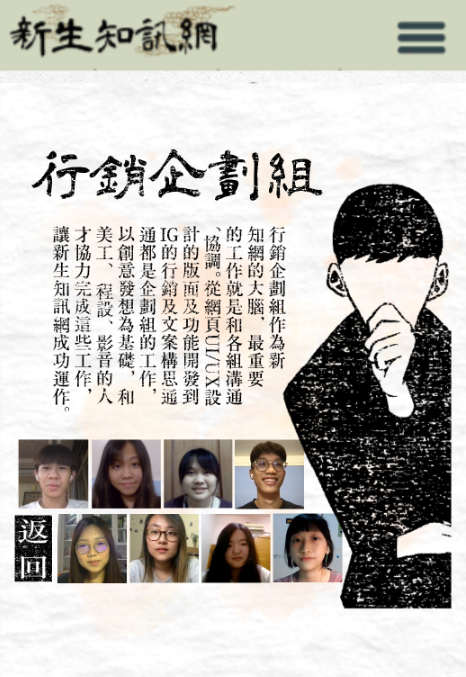 新生知訊網
行銷企劃組
行銷企劃組作為新
知網的大腦，最重要
的工作就是和各組溝通
、協調。從網頁UI/UX設
計的版面及功能開發到
IG的行銷及文案構思通
通都是企劃組的工作，
以創意發想為基礎，和
美工、程設、影音的人
才協力完成這些工作，
讓新生知訊網成功運作。
返回